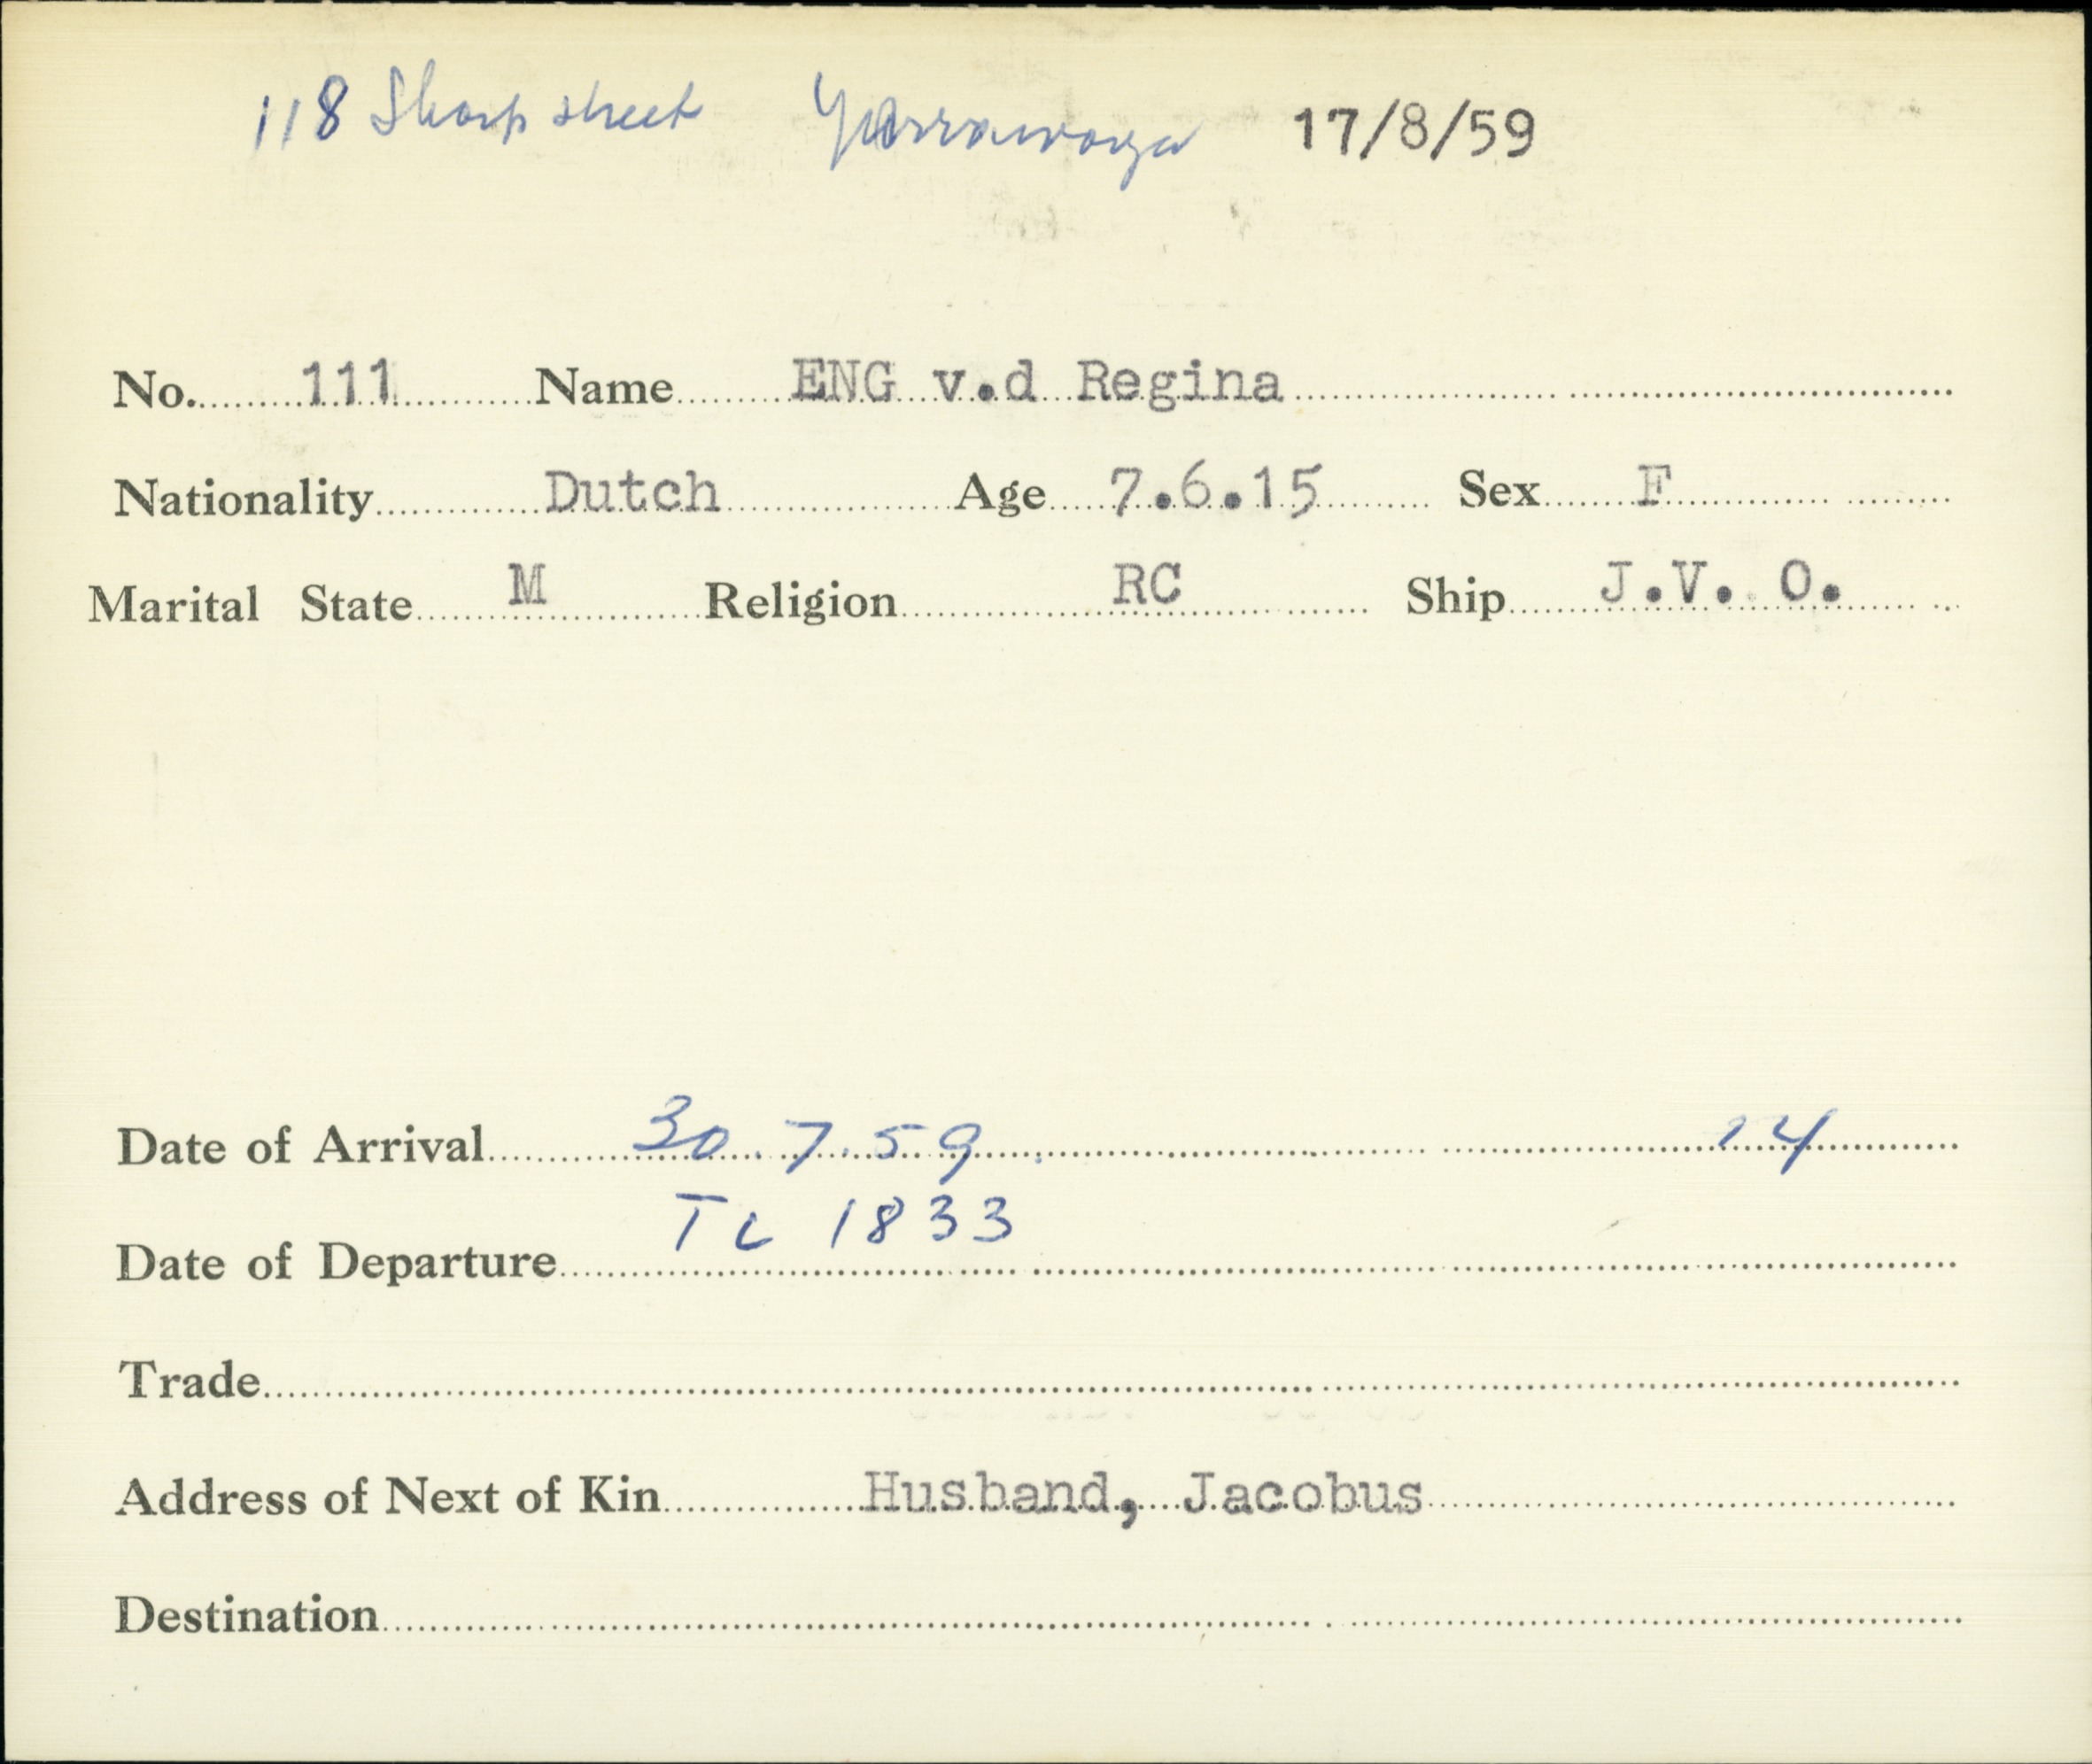 118 Sharp street Yarrawonga 17/8/59
No. 111 Name ENG v.d Regina
Nationality Dutch Age 7.6.15 Sex F
Marital State M Religion RC Ship J.V. O.
Date of Arrival 30.7.59. 14
TL 1833
Date of Departure
Trade
Address of Next of Kin Husband, Jacobus
Destination